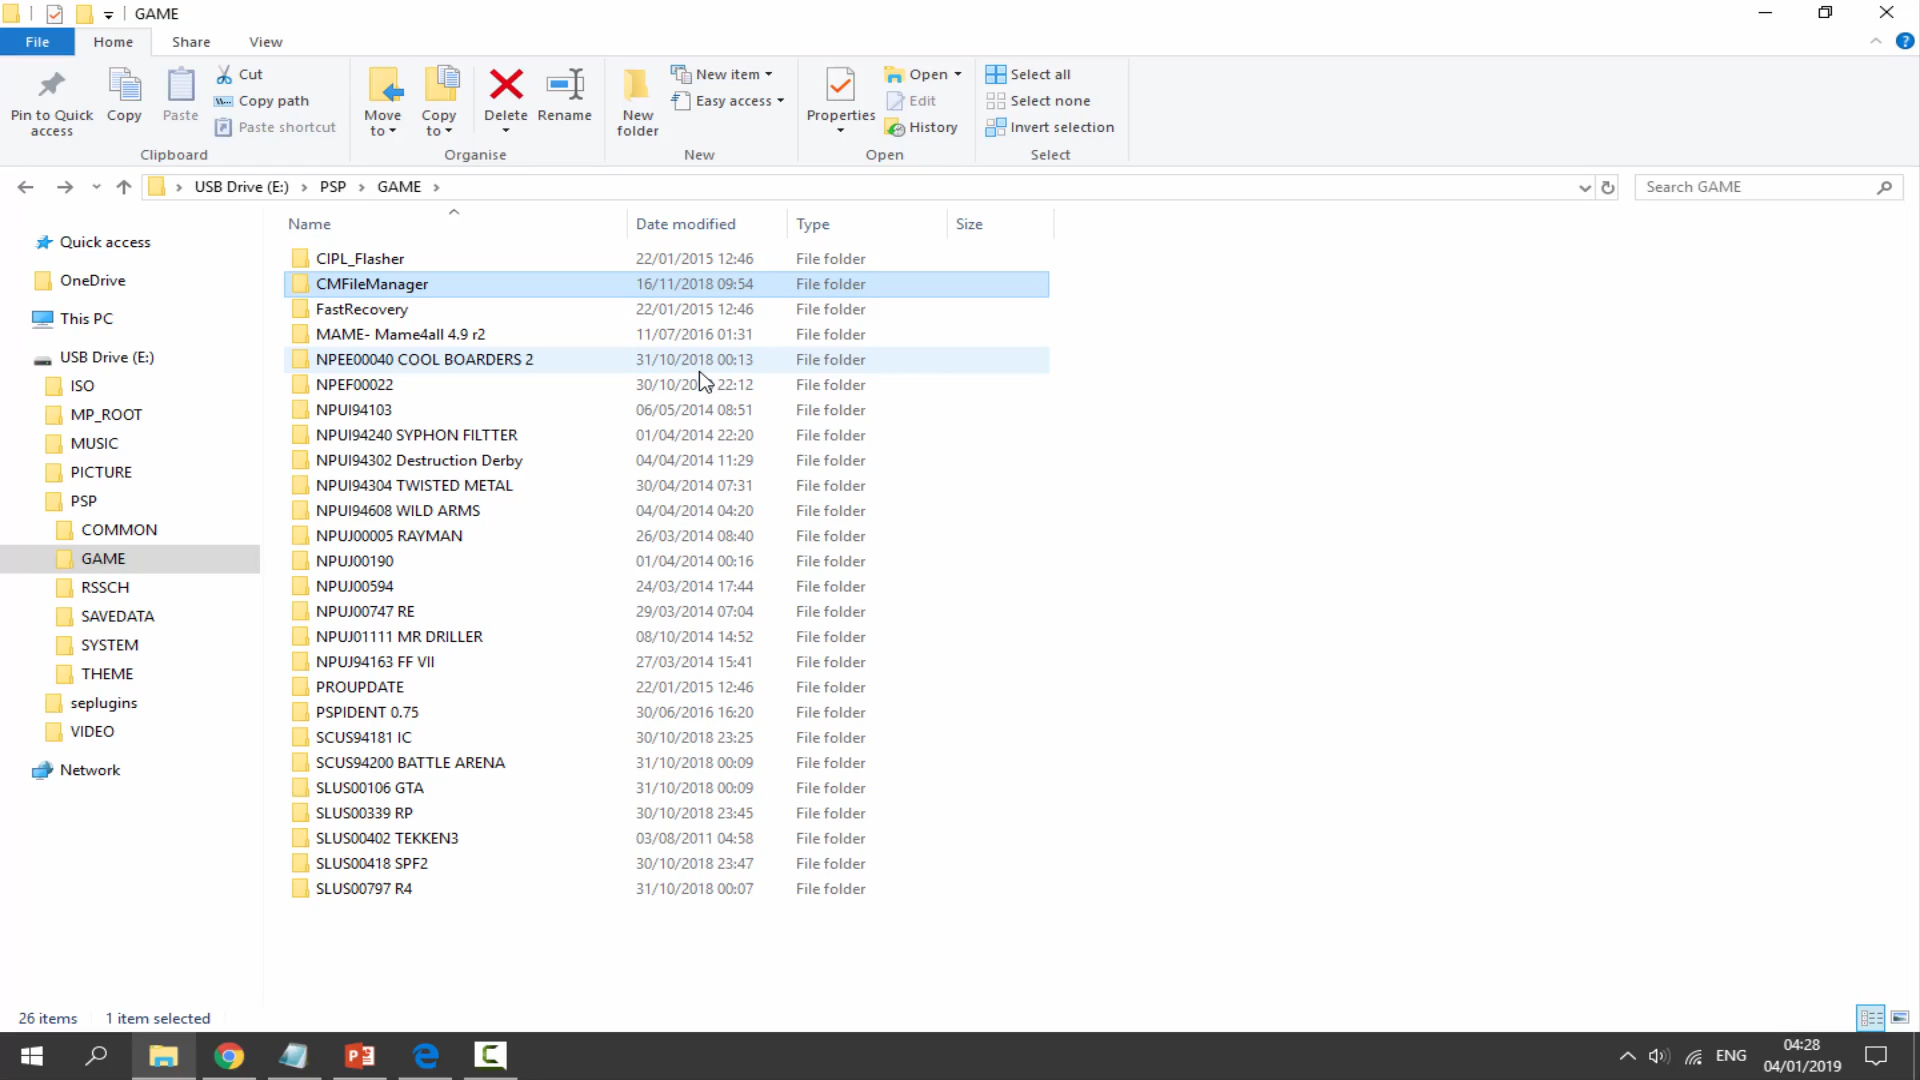 GAME
File Home Share View
Pin to Quick access
Copy
Paste
Cut
Copy path
Paste shortcut
Clipboard
Move to
Copy to
Delete
Rename
Organise
New folder
New item
Easy access
New
Properties
Open
Edit
History
Open
Select all
Select none
Invert selection
Select
USB Drive (E:) PSP GAME
Search GAME
Quick access
OneDrive
This PC
USB Drive (E:)
ISO
MP_ROOT
MUSIC
PICTURE
PSP
COMMON
GAME
RSSCH
SAVEDATA
SYSTEM
THEME
seplugins
VIDEO
Network
Name Date modified Type Size
CIPL_Flasher 22/01/2015 12:46 File folder
CMFileManager 16/11/2018 09:54 File folder
FastRecovery 22/01/2015 12:46 File folder
MAME- Mame4all 4.9 r2 11/07/2016 01:31 File folder
NPEE00040 COOL BOARDERS 2 31/10/2018 00:13 File folder
NPEF00022 22:12 File folder
NPUI94103 06/05/2014 08:51 File folder
NPUI94240 SYPHON FILTTER 01/04/2014 22:20 File folder
NPUI94302 Destruction Derby 04/04/2014 11:29 File folder
NPUI94304 TWISTED METAL 30/04/2014 07:31 File folder
NPUI94608 WILD ARMS 04/04/2014 04:20 File folder
NPUJ00005 RAYMAN 26/03/2014 08:40 File folder
NPUJ00190 01/04/2014 00:16 File folder
NPUJ00594 24/03/2014 17:44 File folder
NPUJ00747 RE 29/03/2014 07:04 File folder
NPUJ01111 MR DRILLER 08/10/2014 14:52 File folder
NPUJ94163 FF VII 27/03/2014 15:41 File folder
PROUPDATE 22/01/2015 12:46 File folder
PSPIDENT 0.75 30/06/2016 16:20 File folder
SCUS94181 IC 30/10/2018 23:25 File folder
SCUS94200 BATTLE ARENA 31/10/2018 00:09 File folder
SLUS00106 GTA 31/10/2018 00:09 File folder
SLUS00339 RP 30/10/2018 23:45 File folder
SLUS00402 TEKKEN3 03/08/2011 04:58 File folder
SLUS00418 SPF2 30/10/2018 23:47 File folder
SLUS00797 R4 31/10/2018 00:07 File folder
26 items 1 item selected
ENG
04:28
04/01/2019